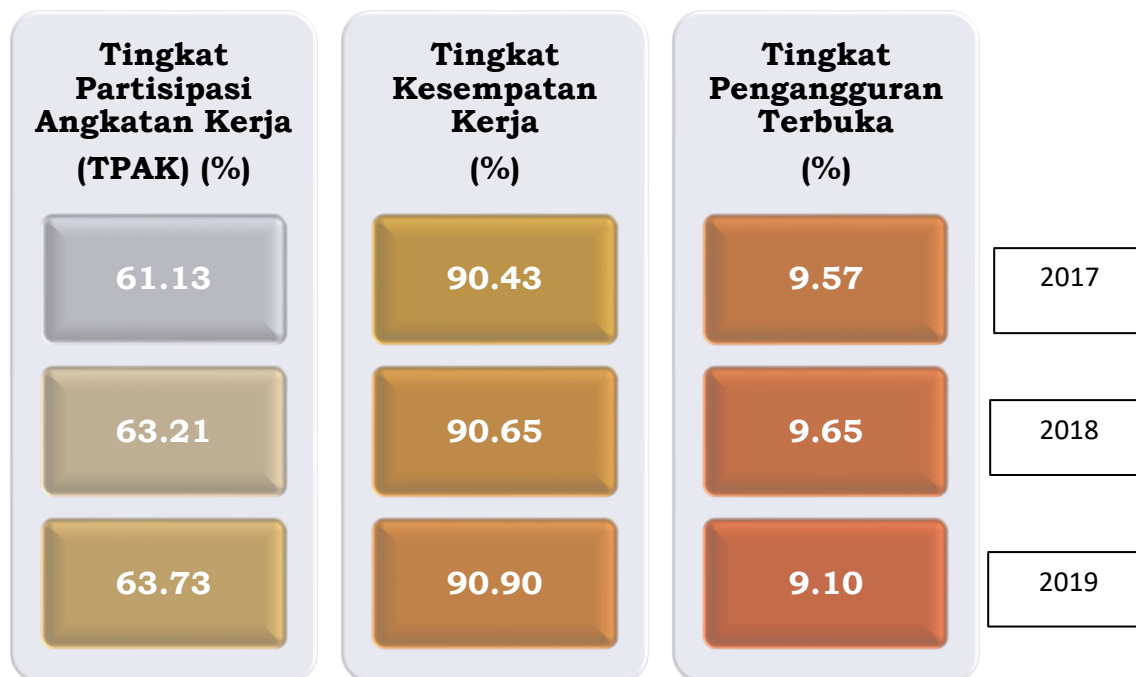 Tingkat
Partisipasi
Angkatan Kerja
(TPAK) (%)
61.13
63.21
63.73
Tingkat
Kesempatan
Kerja
(%)
90.43
90.65
90.90
Tingkat
Pengangguran
Terbuka
(%)
9.57
9.65
9.10
2017
2018
2019